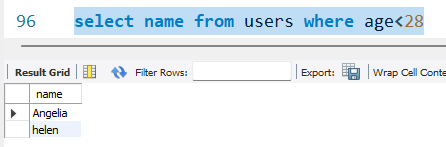 96 select name from users where age<28
Result Grid Filter Rows: Export: Wrap Cell Conte
name
Angelia
helen